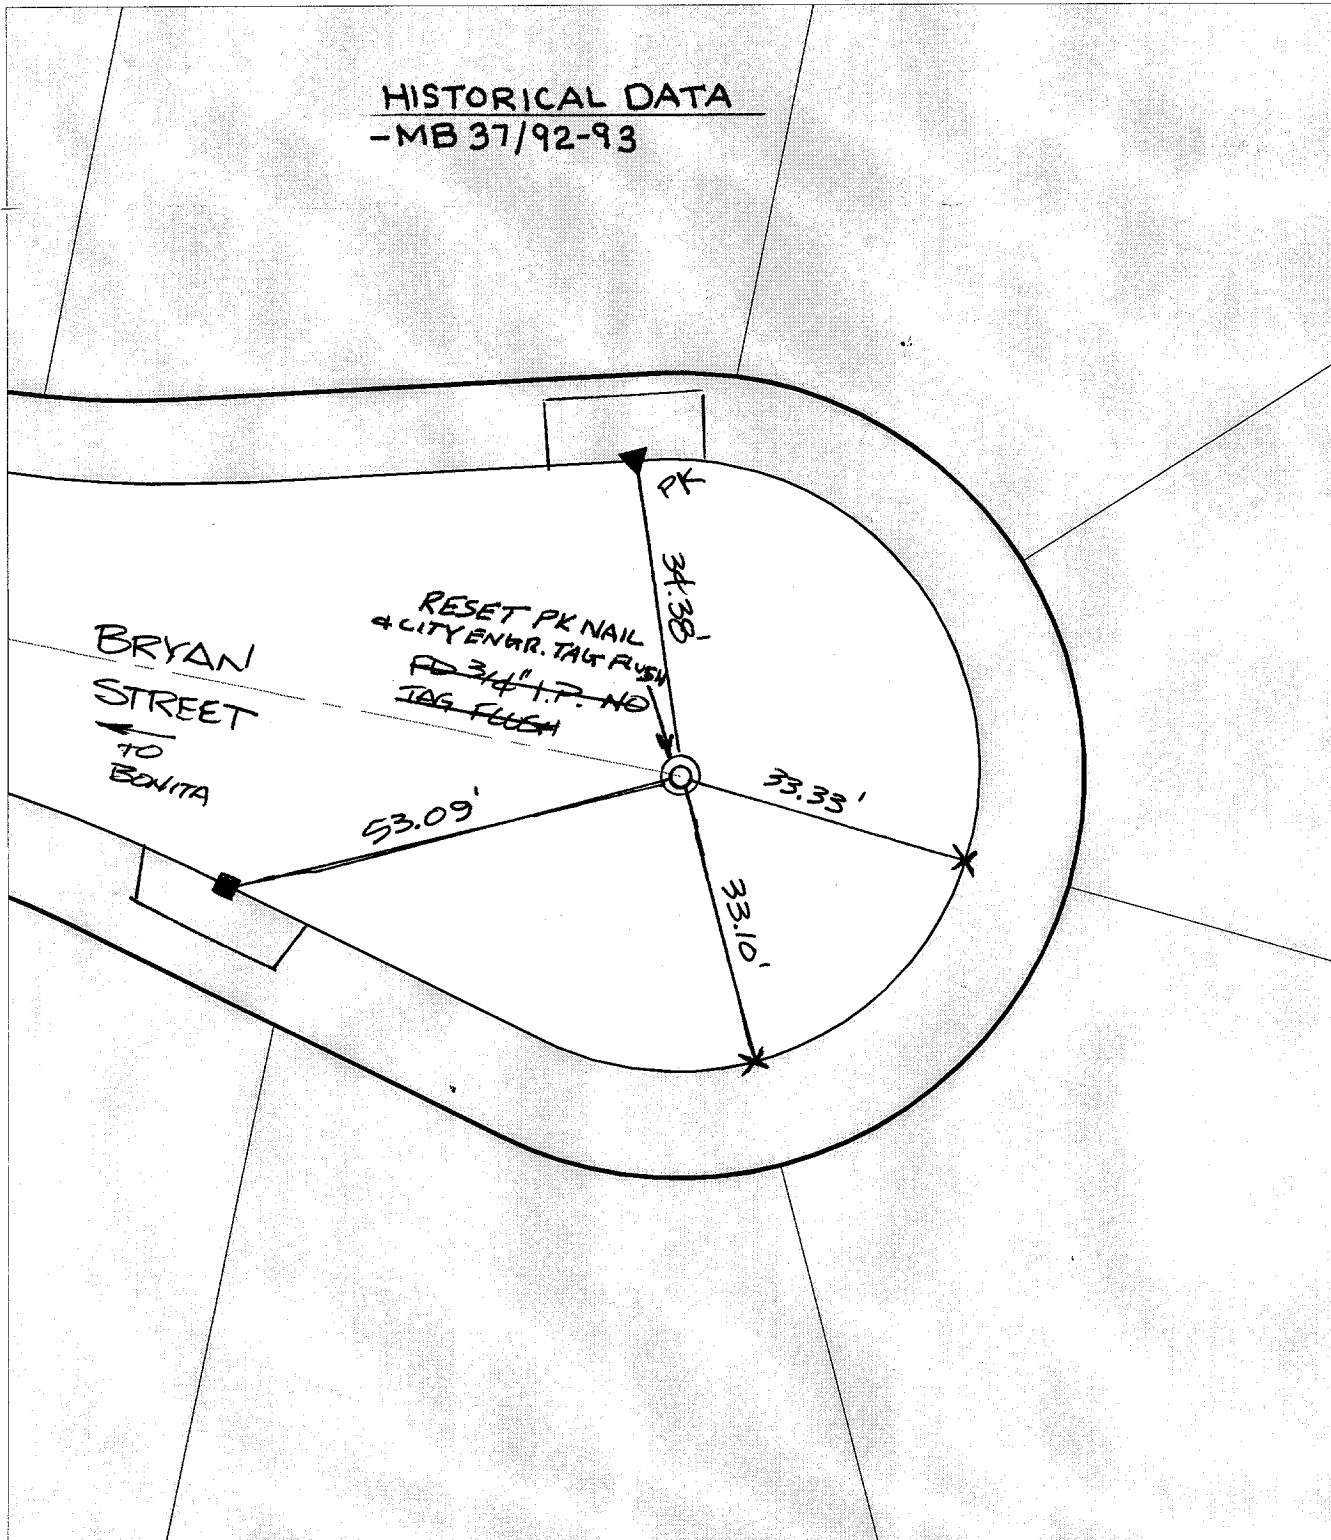 HISTORICAL DATA
-MB 37/92-93
PK
34.38'
RESET PK NAIL
& CITY ENGR. TAG FLUSH
FD 3/4" I.P. NO
TAG FLUSH
BRYAN
STREET
TO
BONITA
53.09'
33.33'
33.10'